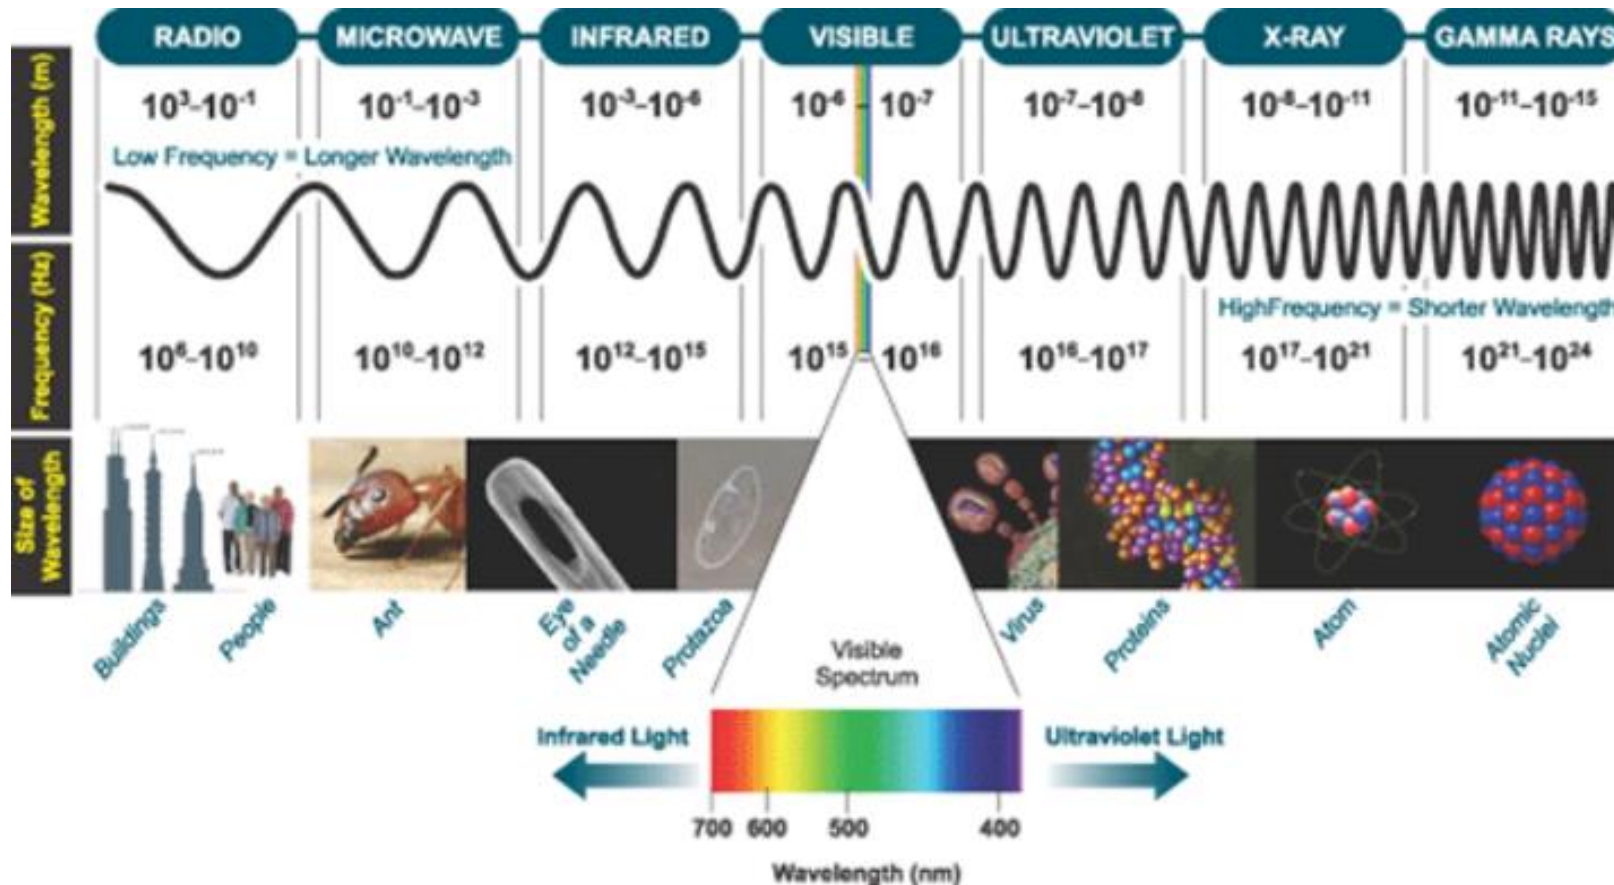 RADIO MICROWAVE INFRARED VISIBLE ULTRAVIOLET X-RAY GAMMA RAYS
Wavelength (m)
10³-10⁻¹ 10⁻¹-10⁻³ 10⁻³-10⁻⁶ 10⁻⁶ - 10⁻⁷ 10⁻⁷-10⁻⁸ 10⁻⁸-10⁻¹¹ 10⁻¹¹-10⁻¹⁵
Low Frequency = Longer Wavelength
HighFrequency = Shorter Wavelength
Frequency (Hz)
10⁶-10¹⁰ 10¹⁰-10¹² 10¹²-10¹⁵ 10¹⁵ - 10¹⁶ 10¹⁶-10¹⁷ 10¹⁷-10²¹ 10²¹-10²⁴
Size of
Wavelength
Buildings
People
Ant
Eye
of a
Needle
Protazoa
Virus
Proteins
Atom
Atomic
Nuclei
Visible
Spectrum
Infrared Light
Ultraviolet Light
700 600 500 400
Wavelength (nm)